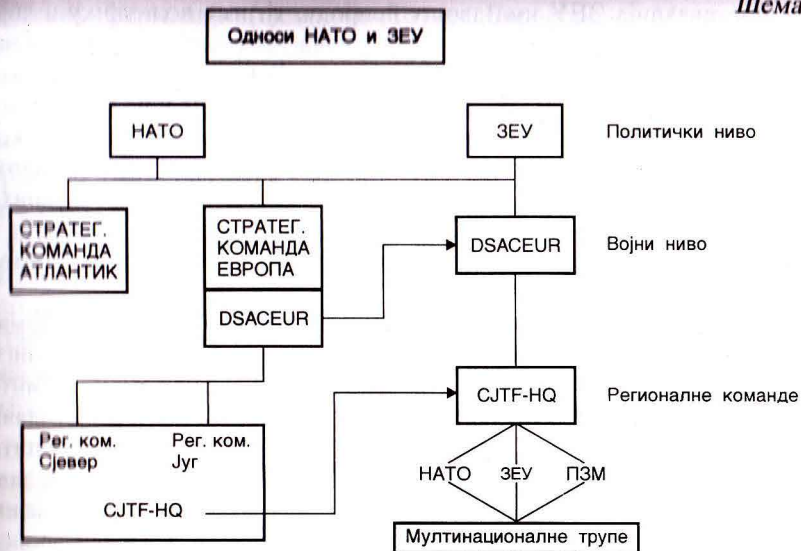 Шема
Односи НАТО и ЗЕУ
НАТО
ЗЕУ
Политички ниво
СТРАТЕГ.
КОМАНДА
АТЛАНТИК
СТРАТЕГ.
КОМАНДА
ЕВРОПА
DSACEUR
DSACEUR
Војни ниво
CJTF-HQ
Регионалне команде
Рег. ком.
Сјевер
Рег. ком.
Југ
CJTF-HQ
НАТО
ЗЕУ
ПЗМ
Мултинационалне трупе